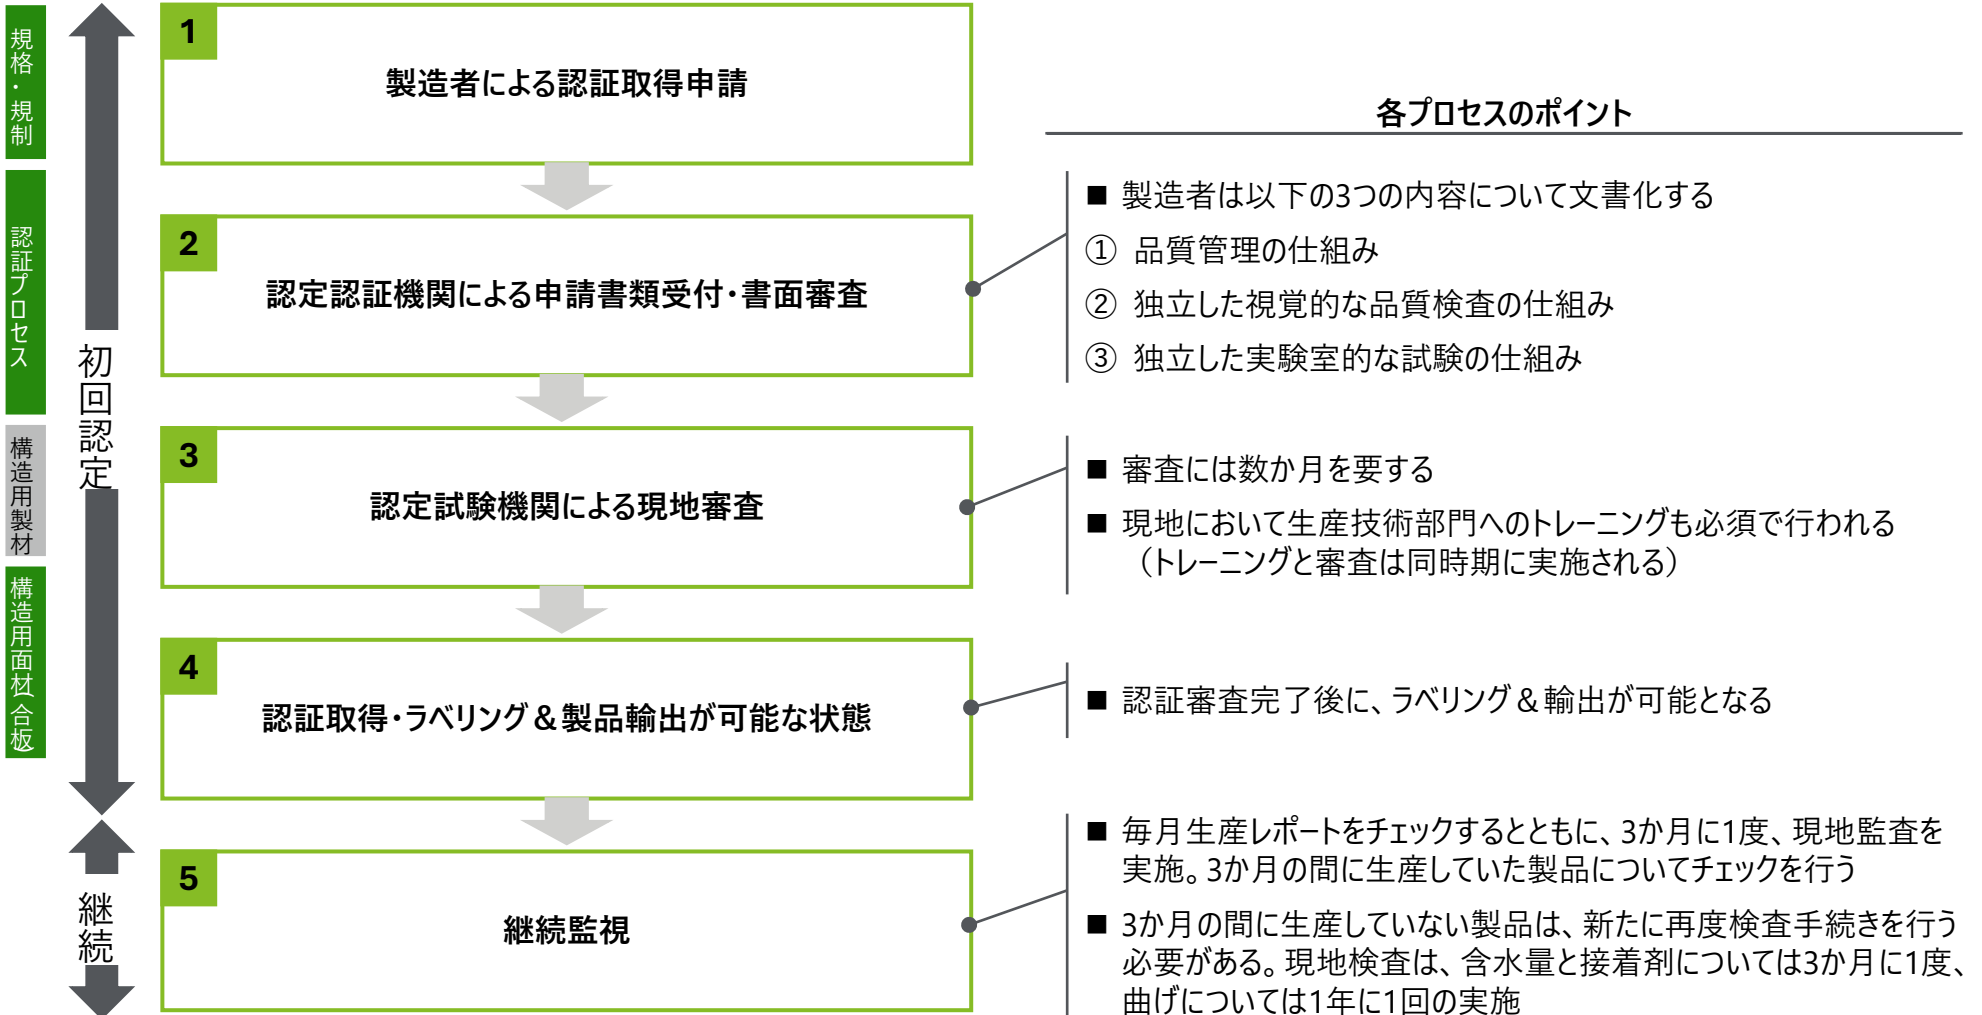 規格・規制
認証プロセス
構造用製材
構造用面材(合板)
初回認定
継続
1
製造者による認証取得申請
2
認定認証機関による申請書類受付・書面審査
3
認定試験機関による現地審査
4
認証取得・ラベリング＆製品輸出が可能な状態
5
継続監視
各プロセスのポイント
■ 製造者は以下の3つの内容について文書化する
① 品質管理の仕組み
② 独立した視覚的な品質検査の仕組み
③ 独立した実験室的な試験の仕組み
■ 審査には数か月を要する
■ 現地において生産技術部門へのトレーニングも必須で行われる
（トレーニングと審査は同時期に実施される）
■ 認証審査完了後に、ラベリング＆輸出が可能となる
■ 毎月生産レポートをチェックするとともに、3か月に1度、現地監査を
実施。3か月の間に生産していた製品についてチェックを行う
■ 3か月の間に生産していない製品は、新たに再度検査手続きを行う
必要がある。現地検査は、含水量と接着剤については3か月に1度、
曲げについては1年に1回の実施